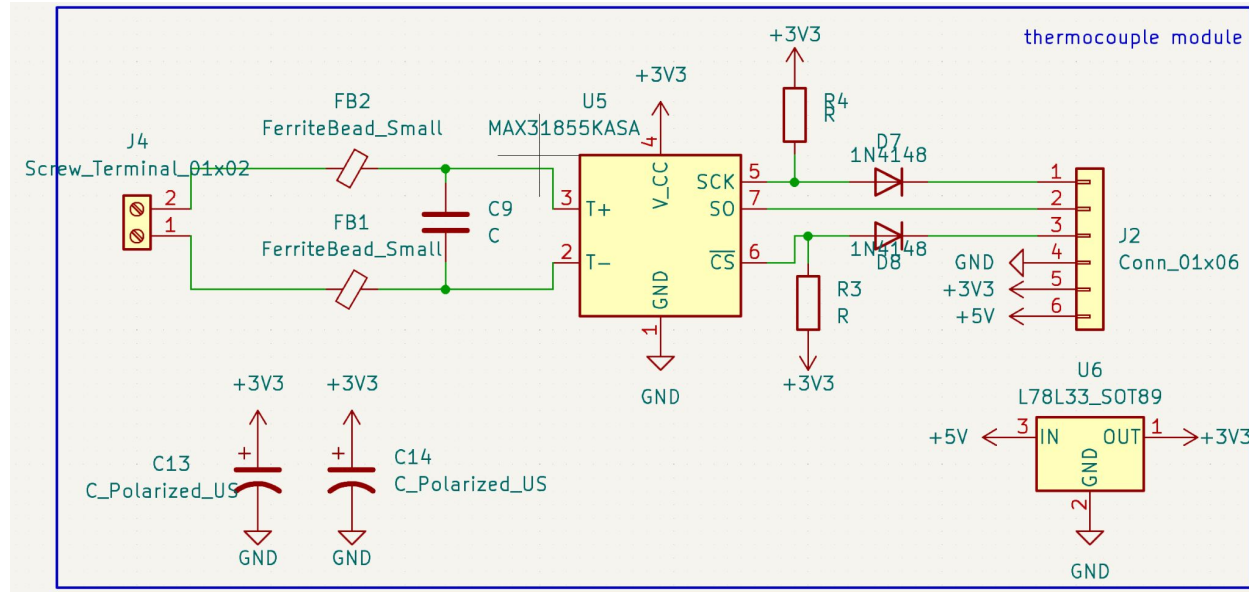 thermocouple module
+3V3
+3V3
R4
R
FB2
FerriteBead_Small
U5
MAX31855KASA
J4
Screw_Terminal_01x02
D7
1N4148
4
V_CC
SCK
5
1
2
3
T+
SO
7
2
1
FB1
FerriteBead_Small
C9
C
2
T-
CS
6
1N4148
D8
3
J2
Conn_01x06
GND
4
+3V3
5
+5V
6
GND
1
GND
R3
R
+3V3
U6
L78L33_SOT89
+5V
3
IN
OUT
1
+3V3
GND
2
GND
+3V3
+3V3
+
+
C13
C_Polarized_US
C14
C_Polarized_US
GND
GND